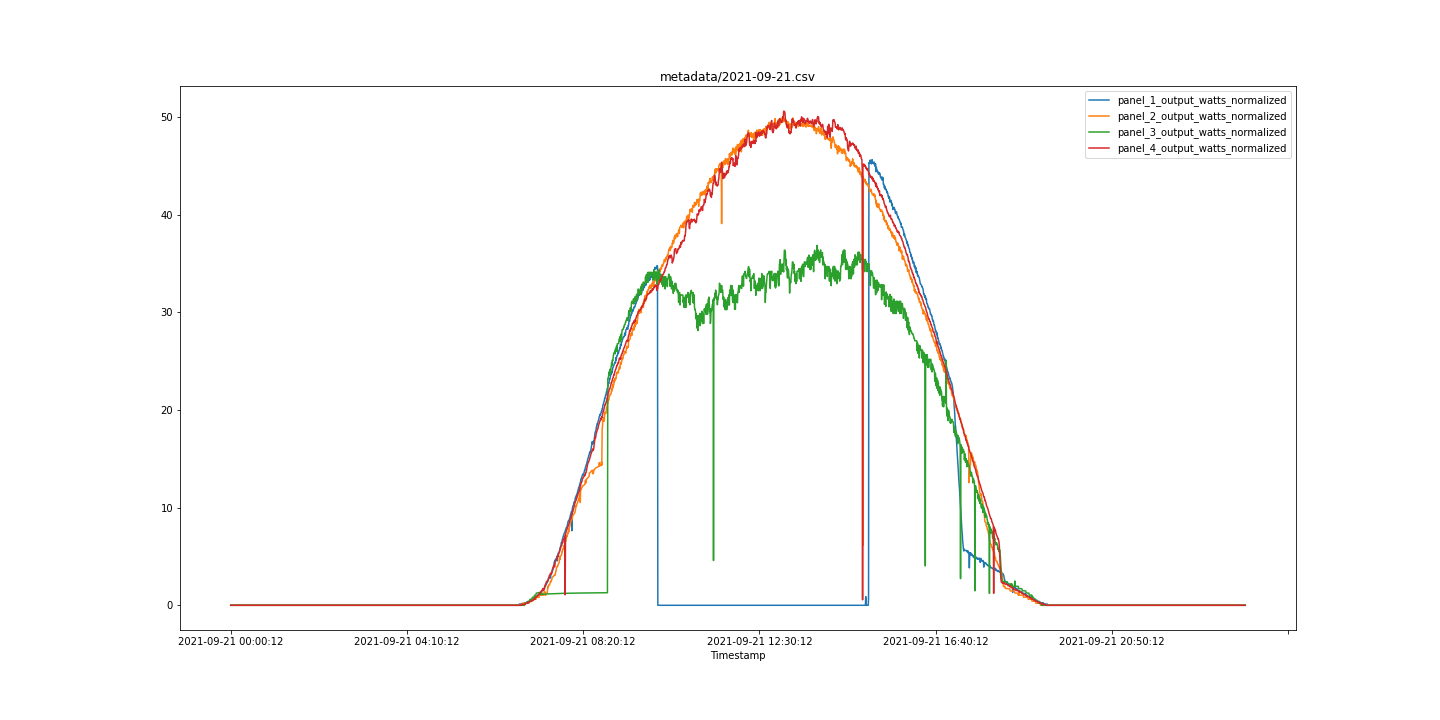 metadata/2021-09-21.csv
panel_1_output_watts_normalized
panel_2_output_watts_normalized
panel_3_output_watts_normalized
panel_4_output_watts_normalized
50
40
30
20
10
0
2021-09-21 00:00:12 2021-09-21 04:10:12 2021-09-21 08:20:12 2021-09-21 12:30:12 2021-09-21 16:40:12 2021-09-21 20:50:12
Timestamp